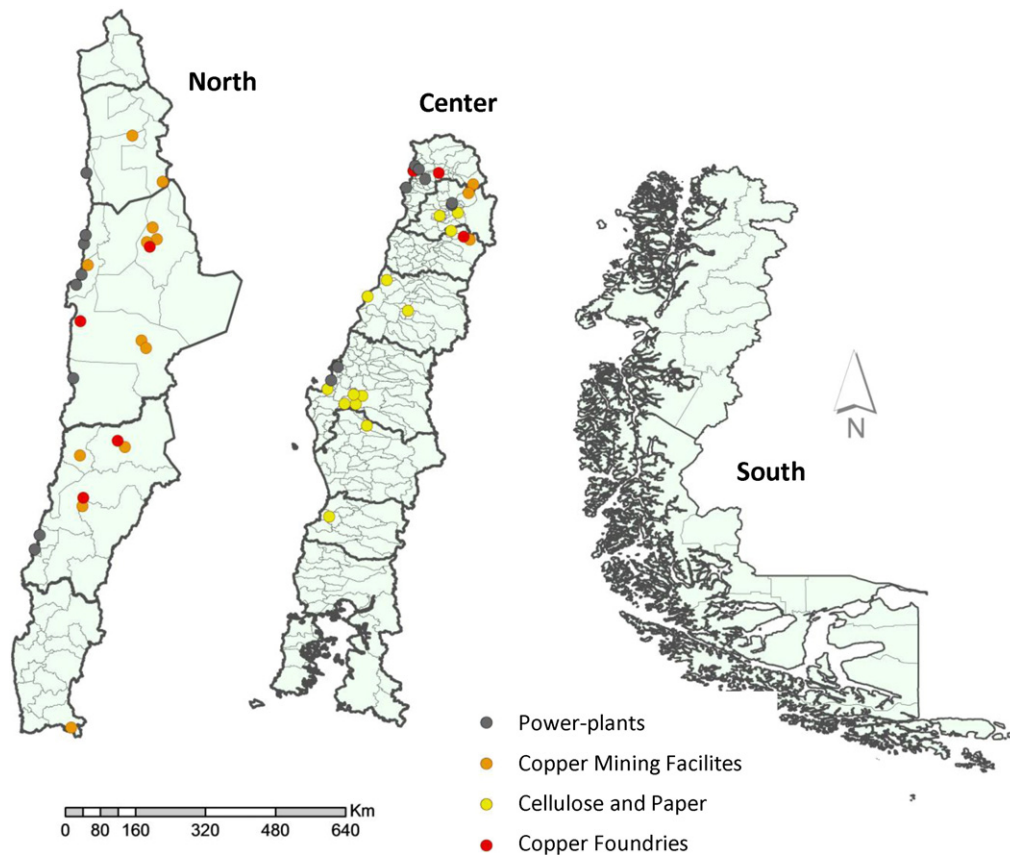 North
Center
South
N
Power-plants
Copper Mining Facilites
Cellulose and Paper
Copper Foundries
Km
0 80 160 320 480 640